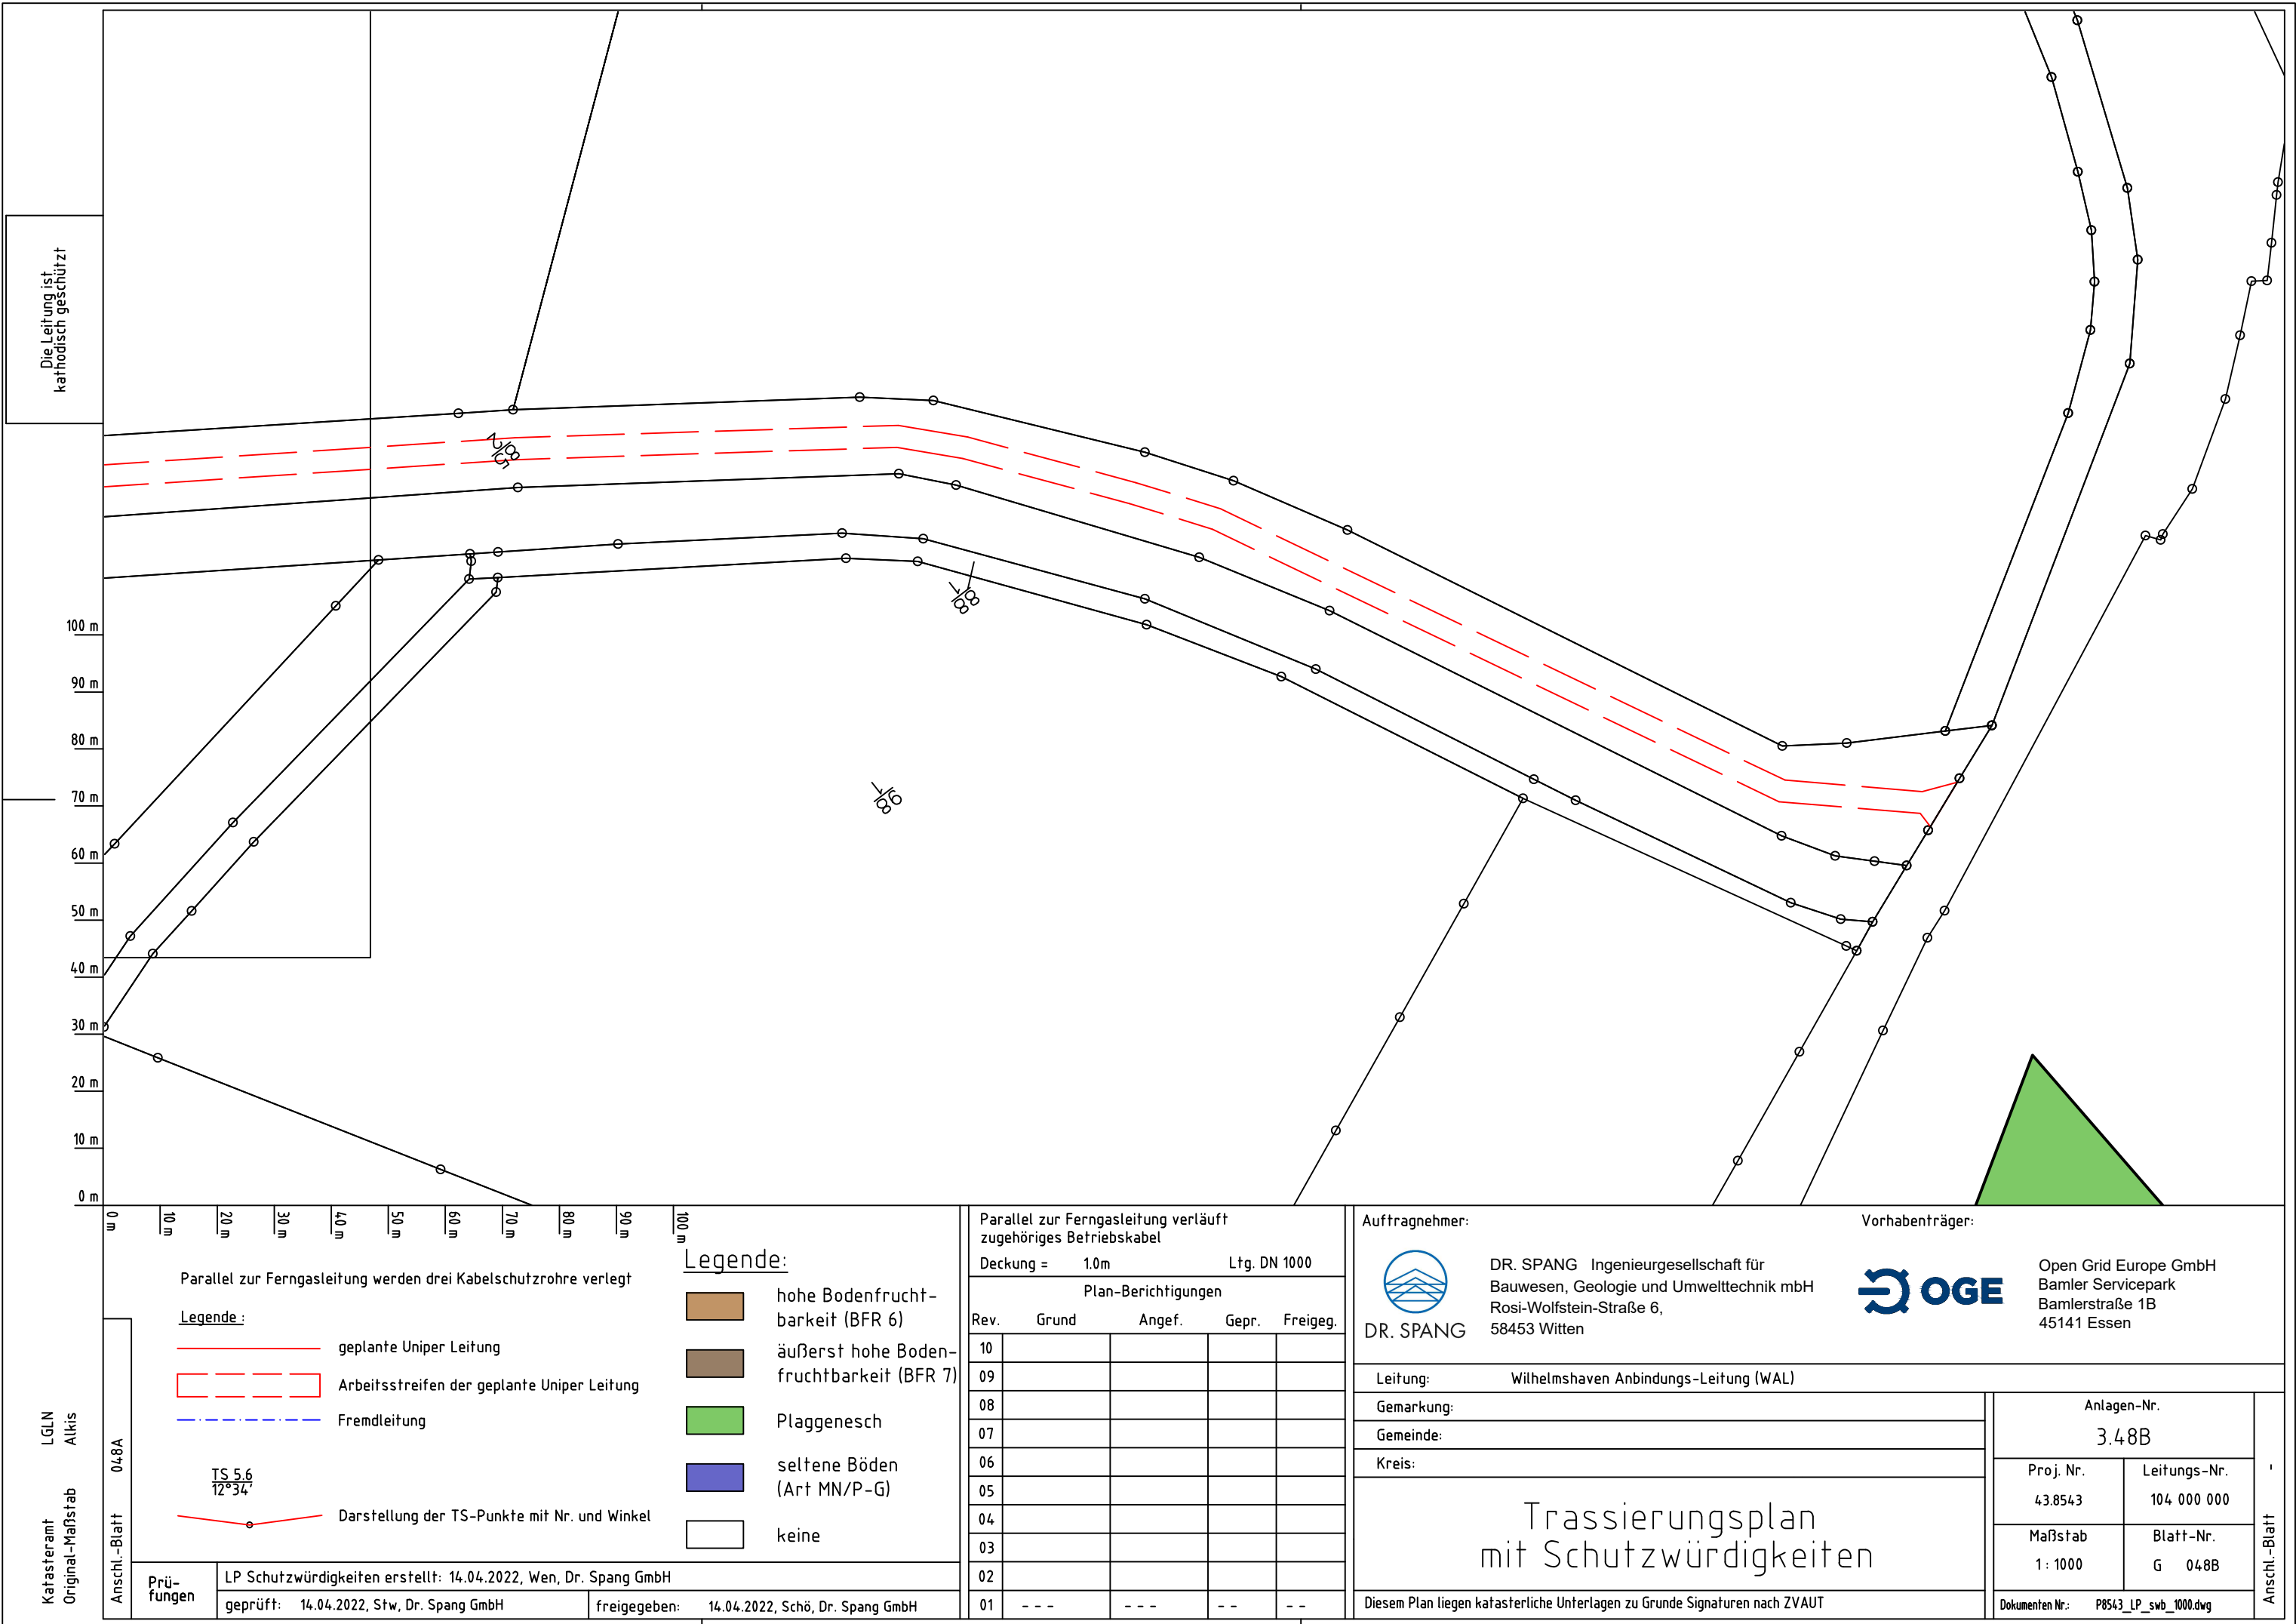 Die Leitung ist
kathodisch geschützt
100 m
90 m
80 m
70 m
60 m
50 m
40 m
30 m
20 m
10 m
0 m
0 m
10 m
20 m
30 m
40 m
50 m
60 m
70 m
80 m
90 m
100 m
Parallel zur Ferngasleitung werden drei Kabelschutzrohre verlegt
Legende :
geplante Uniper Leitung
Arbeitsstreifen der geplante Uniper Leitung
Fremdleitung
TS 5.6
12°34'
Darstellung der TS-Punkte mit Nr. und Winkel
Legende:
hohe Bodenfrucht-
barkeit (BFR 6)
äußerst hohe Boden-
fruchtbarkeit (BFR 7)
Plaggenesch
seltene Böden
(Art MN/P-G)
keine
Katasteramt LGLN
Original-Maßstab Alkis
Anschl.-Blatt 048A
Prü-
fungen
LP Schutzwürdigkeiten erstellt: 14.04.2022, Wen, Dr. Spang GmbH
geprüft: 14.04.2022, Stw, Dr. Spang GmbH
freigegeben: 14.04.2022, Schö, Dr. Spang GmbH
Parallel zur Ferngasleitung verläuft
zugehöriges Betriebskabel
Deckung = 1.0m Ltg. DN 1000
Plan-Berichtigungen
Rev. Grund Angef. Gepr. Freigeg.
10
09
08
07
06
05
04
03
02
01 --- --- -- --
Auftragnehmer:
DR. SPANG
DR. SPANG Ingenieurgesellschaft für
Bauwesen, Geologie und Umwelttechnik mbH
Rosi-Wolfstein-Straße 6,
58453 Witten
Vorhabenträger:
OGE
Open Grid Europe GmbH
Bamler Servicepark
Bamlerstraße 1B
45141 Essen
Leitung: Wilhelmshaven Anbindungs-Leitung (WAL)
Gemarkung:
Gemeinde:
Kreis:
Trassierungsplan
mit Schutzwürdigkeiten
Diesem Plan liegen katasterliche Unterlagen zu Grunde Signaturen nach ZVAUT
Anlagen-Nr.
3.48B
Proj. Nr.
43.8543
Leitungs-Nr.
104 000 000
Maßstab
1 : 1000
Blatt-Nr.
G 048B
Dokumenten Nr.: P8543_LP_swb_1000.dwg
Anschl.-Blatt -